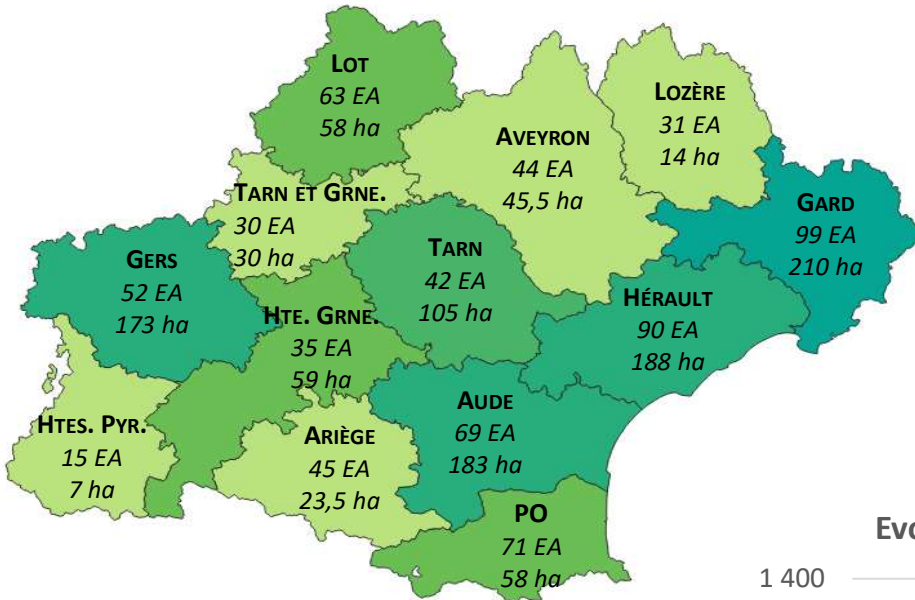 LOT
63 EA
58 ha
LOZÈRE
31 EA
14 ha
AVEYRON
44 EA
45,5 ha
TARN ET GRNE.
30 EA
30 ha
GARD
99 EA
210 ha
GERS
52 EA
173 ha
TARN
42 EA
105 ha
HÉRAULT
90 EA
188 ha
HTE. GRNE.
35 EA
59 ha
AUDE
69 EA
183 ha
HTES. PYR.
15 EA
7 ha
ARIÈGE
45 EA
23,5 ha
PO
71 EA
58 ha
1 400